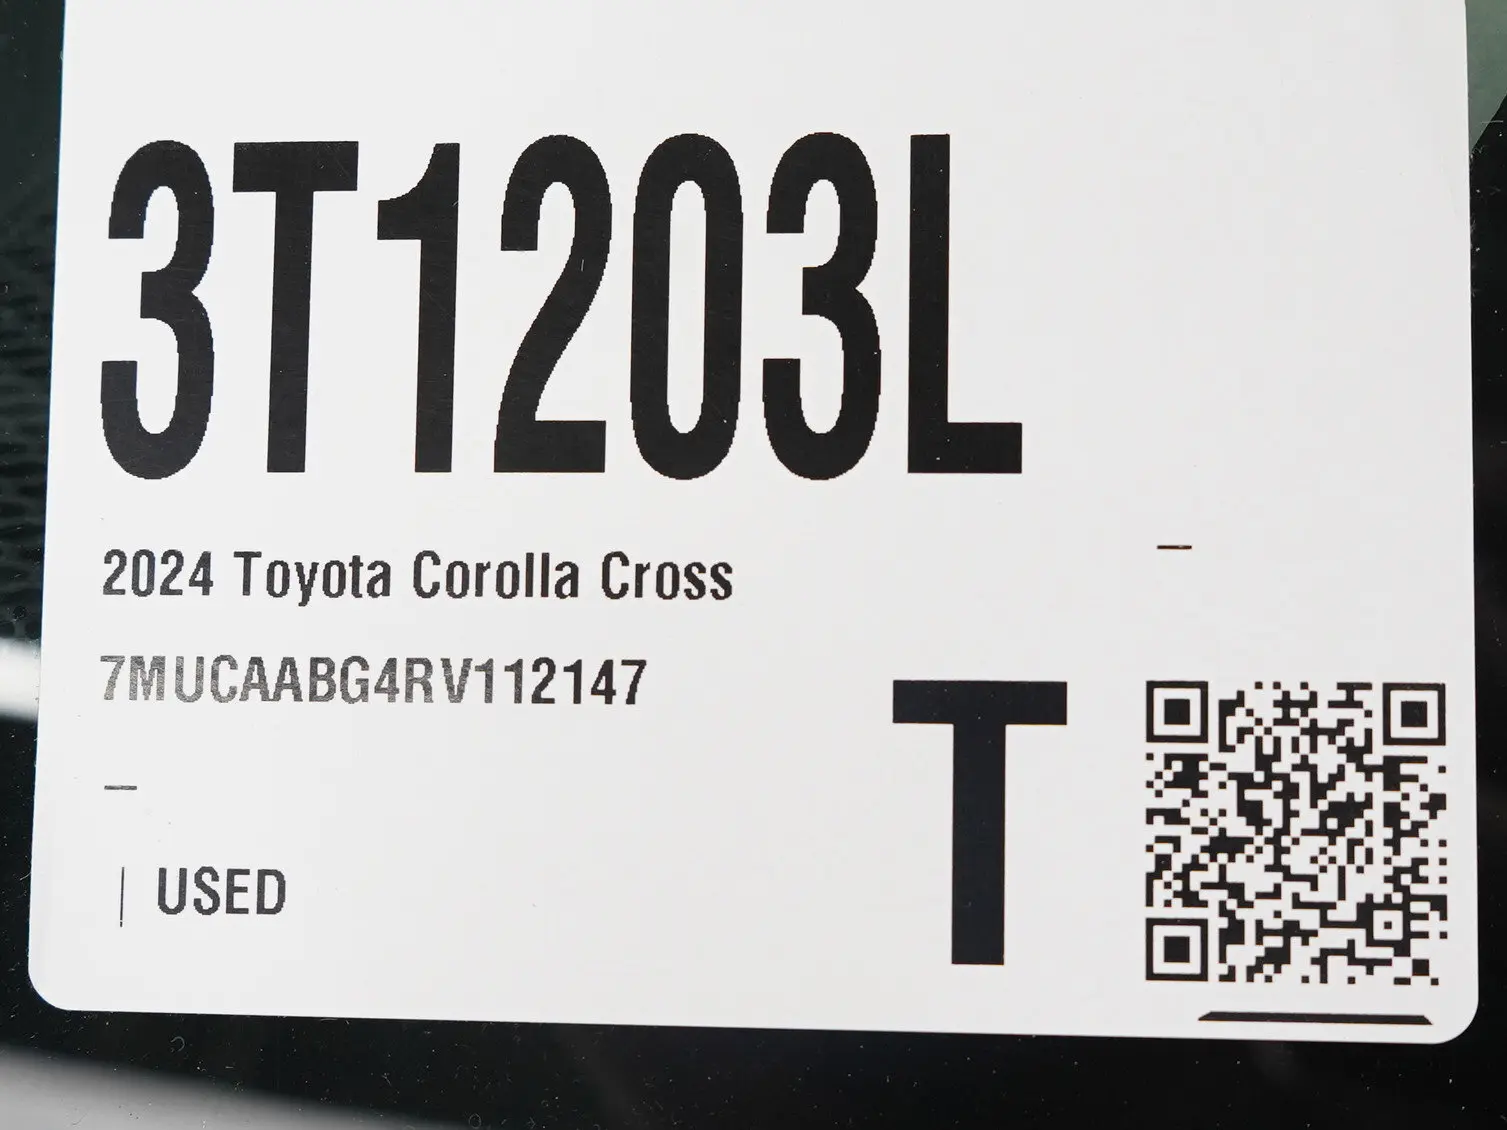 3T1203L
2024 Toyota Corolla Cross
–
7MUCAABG4RV112147
–
| USED
T